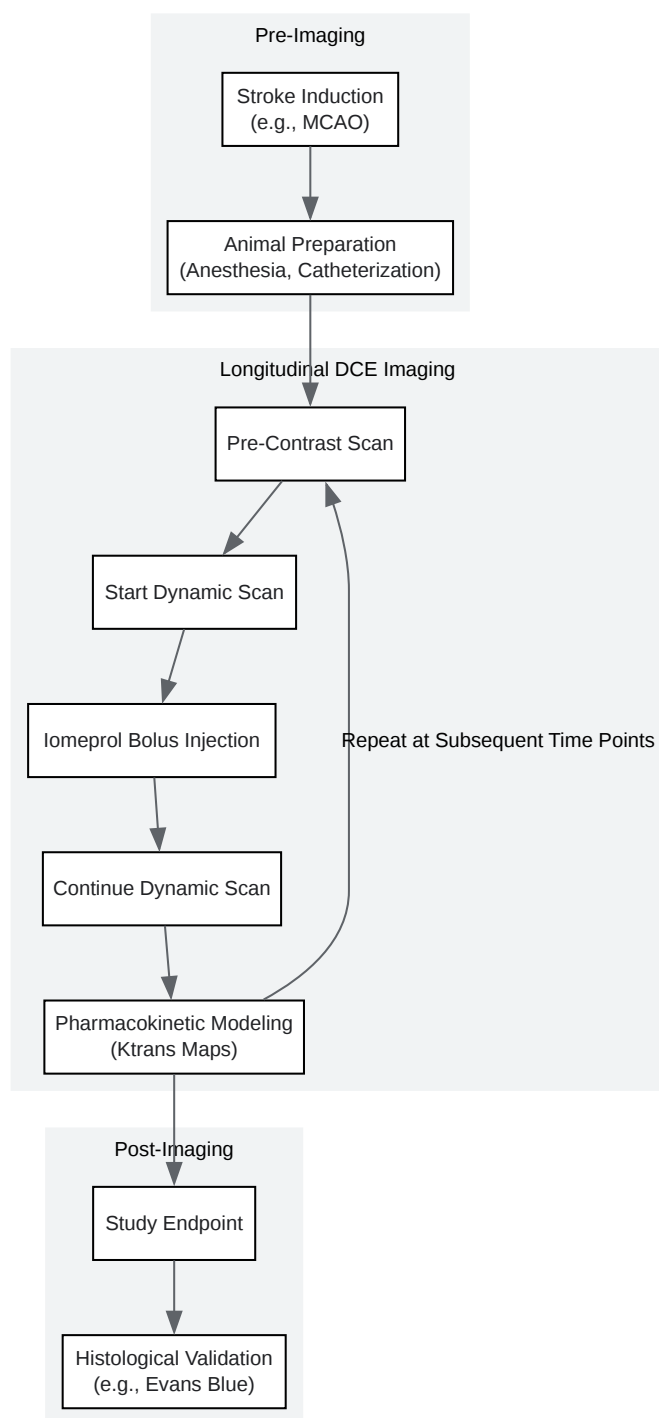 Pre-Imaging
Stroke Induction
(e.g., MCAO)
Animal Preparation
(Anesthesia, Catheterization)
Longitudinal DCE Imaging
Pre-Contrast Scan
Start Dynamic Scan
Iomeprol Bolus Injection
Repeat at Subsequent Time Points
Continue Dynamic Scan
Pharmacokinetic Modeling
(Ktrans Maps)
Post-Imaging
Study Endpoint
Histological Validation
(e.g., Evans Blue)